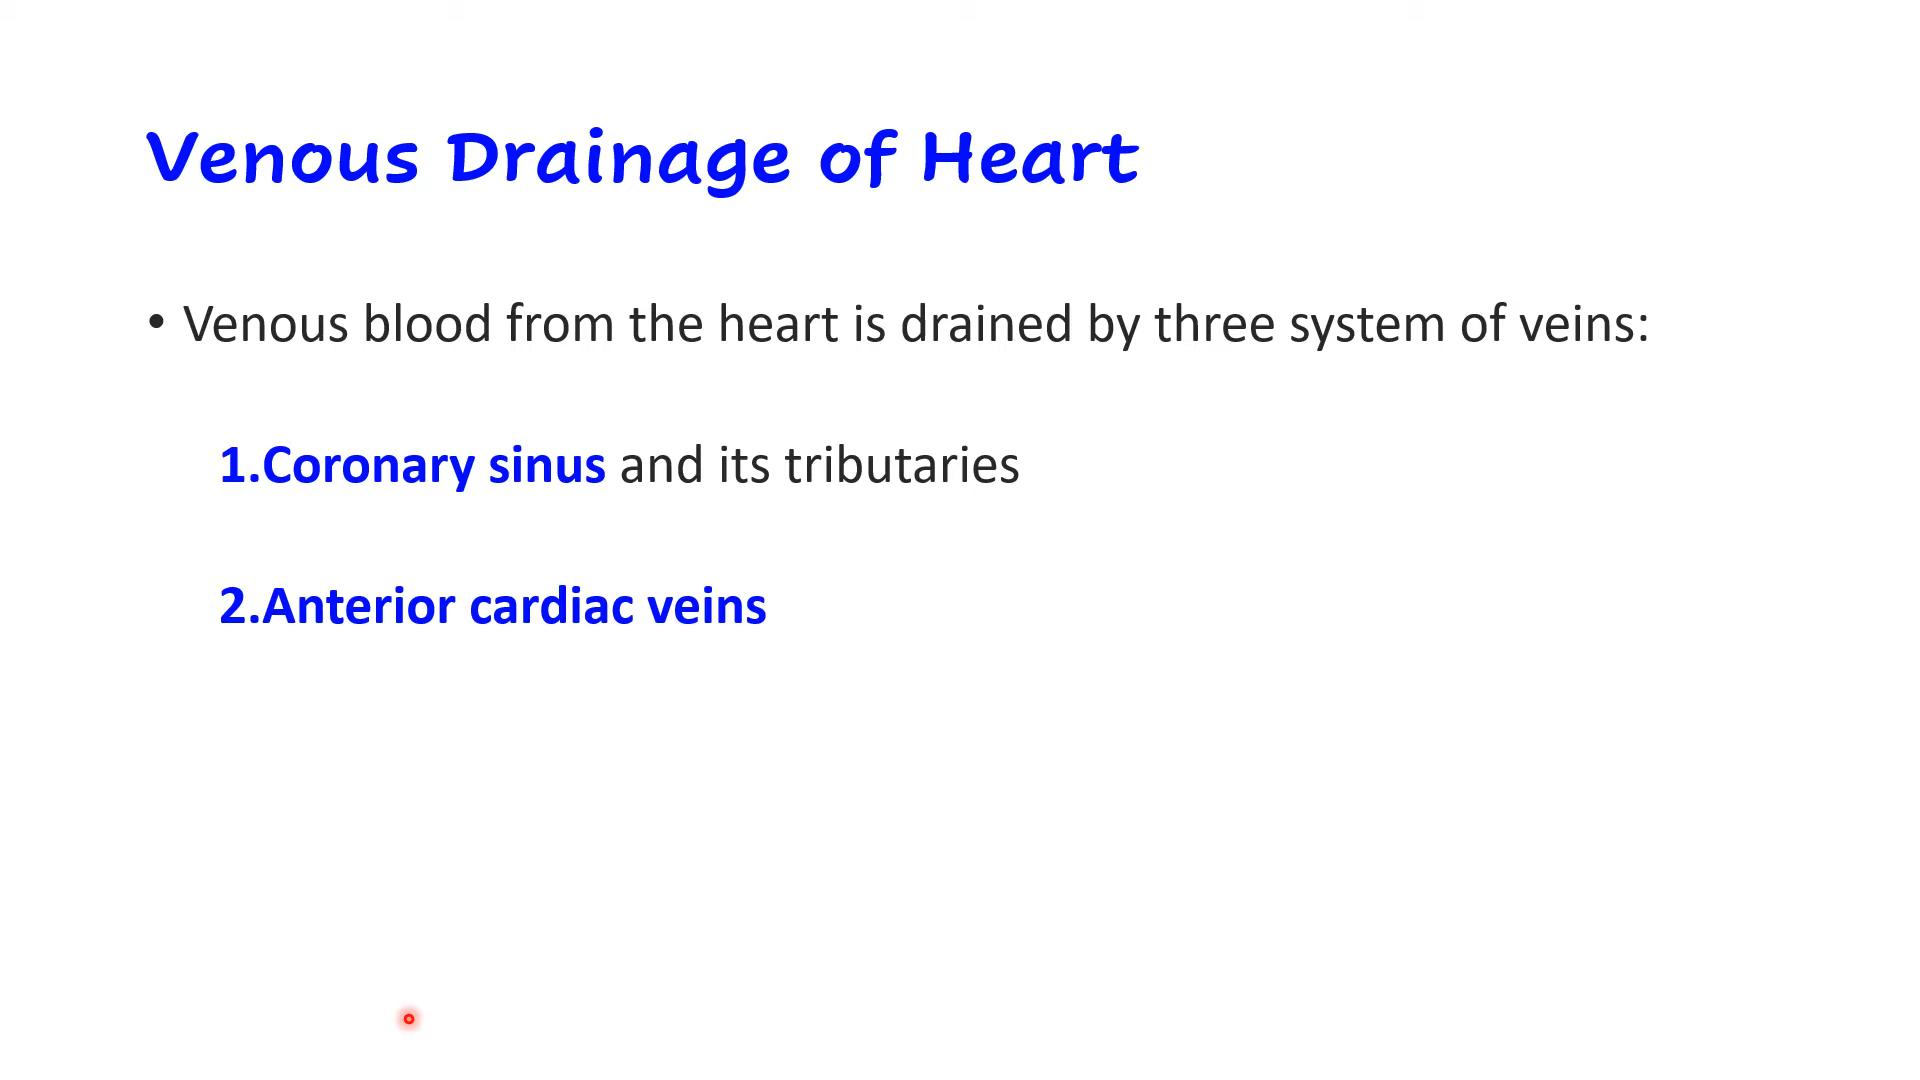 Venous Drainage of Heart
• Venous blood from the heart is drained by three system of veins:
1.Coronary sinus and its tributaries
2.Anterior cardiac veins